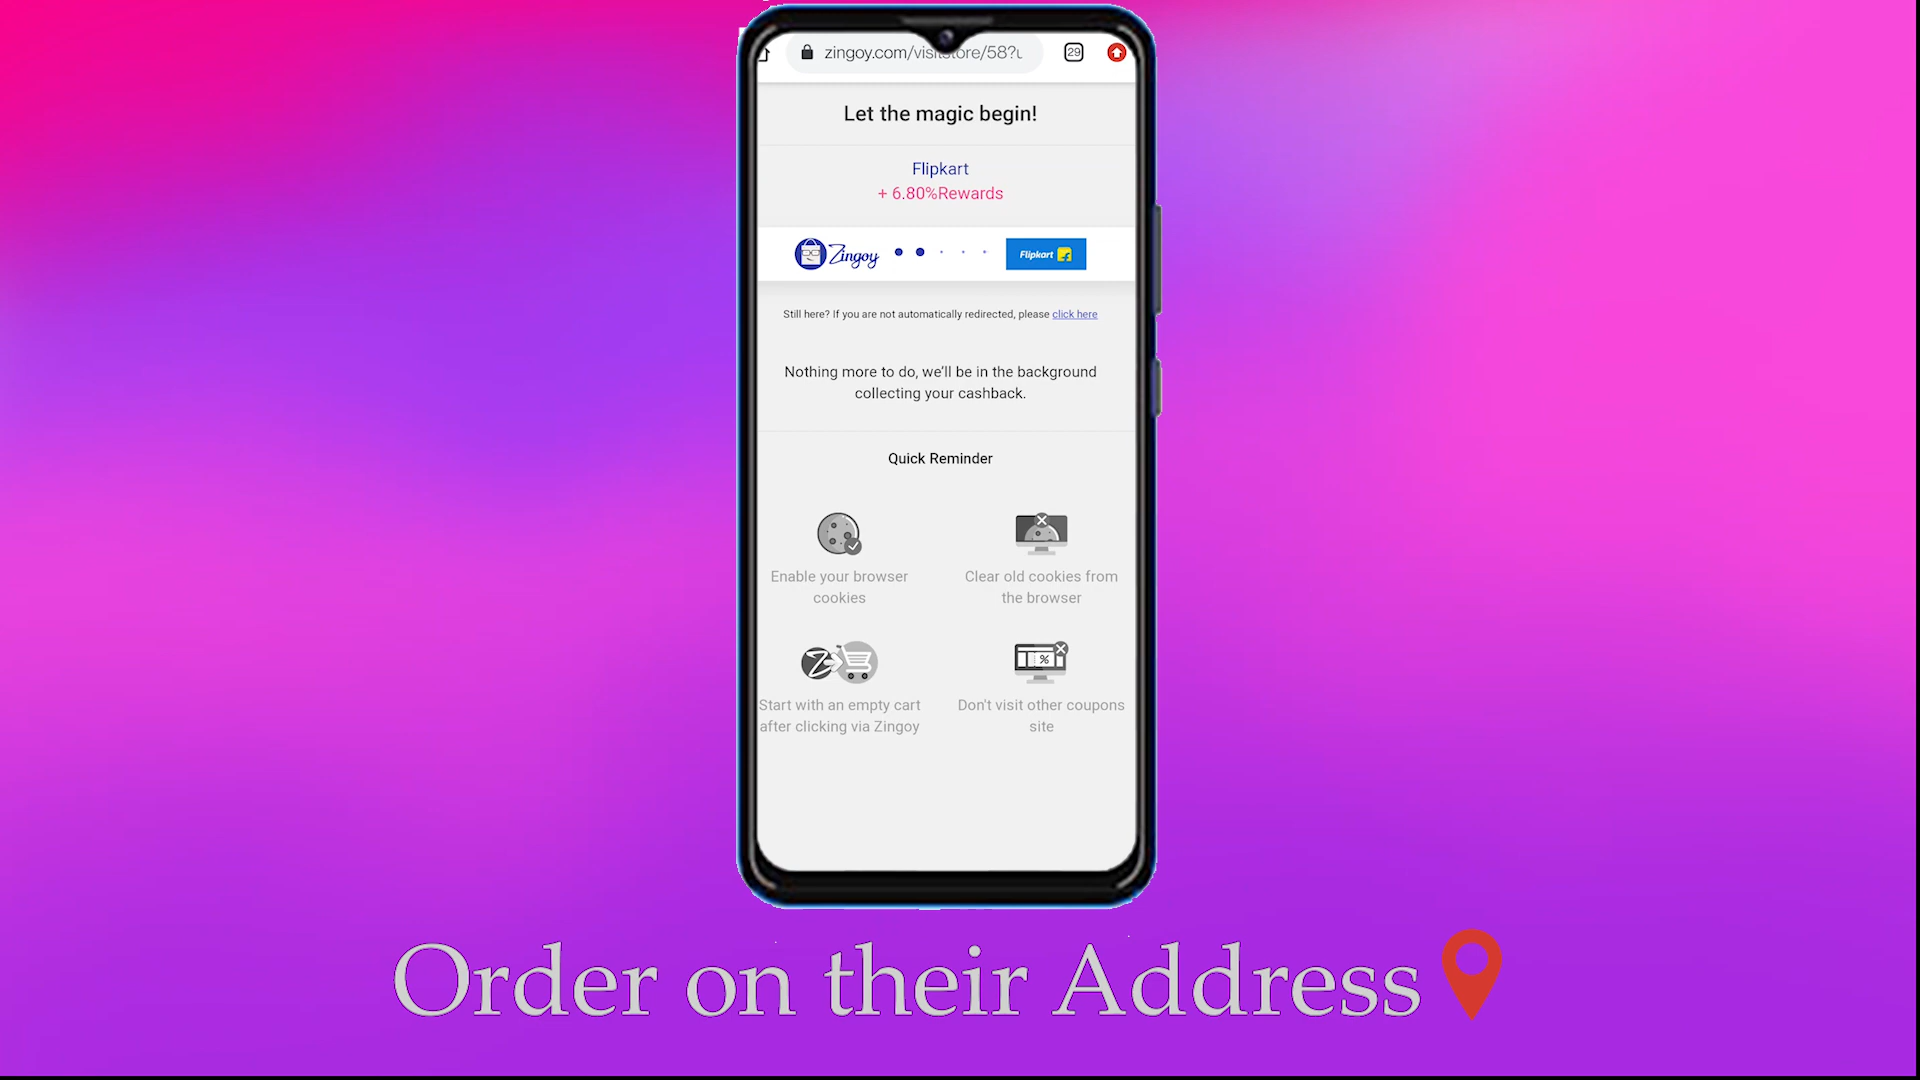 zingoy.com/visitstore/58?u
29
Let the magic begin!
Flipkart
+ 6.80%Rewards
Zingoy
Flipkart
Still here? If you are not automatically redirected, please click here
Nothing more to do, we'll be in the background
collecting your cashback.
Quick Reminder
Enable your browser
cookies
Clear old cookies from
the browser
Start with an empty cart
after clicking via Zingoy
Don't visit other coupons
site
Order on their Address